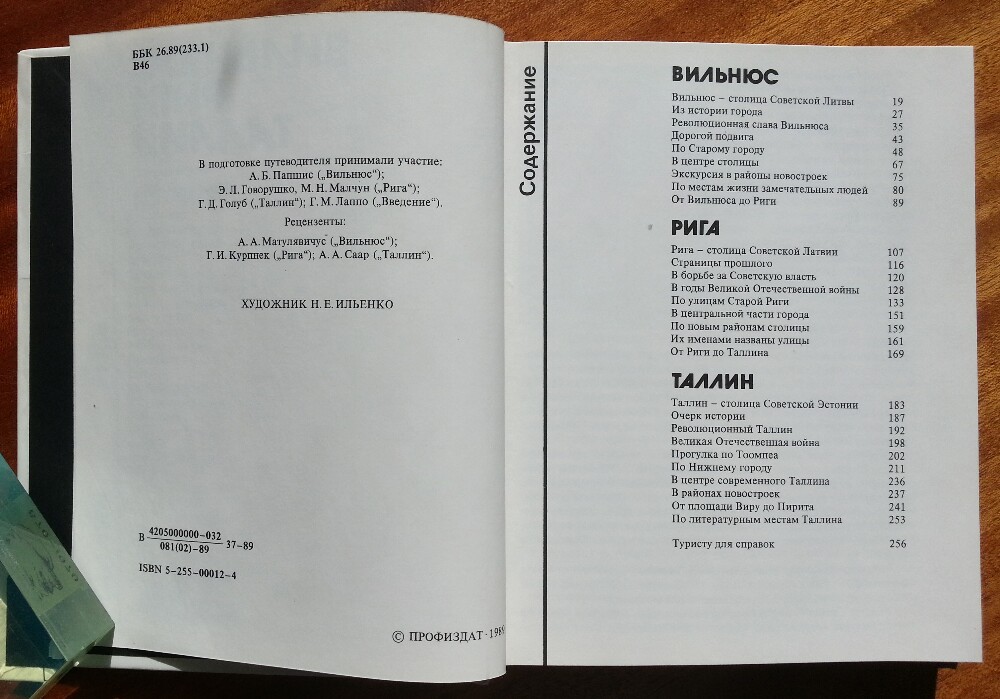 ББК 26.89(233.1)
В46
В подготовке путеводителя принимали участие:
А. Б. Папшис („Вильнюс“);
Э. Л. Говорушко, М. Н. Малчун („Рига“);
Г. Д. Голуб („Таллин“); Г. М. Лаппо („Введение“).
Рецензенты:
А. А. Матулявичус („Вильнюс“);
Г. И. Курпнек („Рига“); А. А. Саар („Таллин“).
ХУДОЖНИК Н. Е. ИЛЬЕНКО
В 4205000000–032
081(02)–89 37–89
ISBN 5–255–00012–4
© ПРОФИЗДАТ · 1989
Содержание
ВИЛЬНЮС
Вильнюс – столица Советской Литвы 19
Из истории города 27
Революционная слава Вильнюса 35
Дорогой подвига 43
По Старому городу 48
В центре столицы 67
Экскурсия в районы новостроек 75
По местам жизни замечательных людей 80
От Вильнюса до Риги 89
РИГА
Рига – столица Советской Латвии 107
Страницы прошлого 116
В борьбе за Советскую власть 120
В годы Великой Отечественной войны 128
По улицам Старой Риги 133
В центральной части города 151
По новым районам столицы 159
Их именами названы улицы 161
От Риги до Таллина 169
ТАЛЛИН
Таллин – столица Советской Эстонии 183
Очерк истории 187
Революционный Таллин 192
Великая Отечественная война 198
Прогулка по Тоомпеа 202
По Нижнему городу 211
В центре современного Таллина 236
В районах новостроек 237
От площади Виру до Пирита 241
По литературным местам Таллина 253
Туристу для справок 256